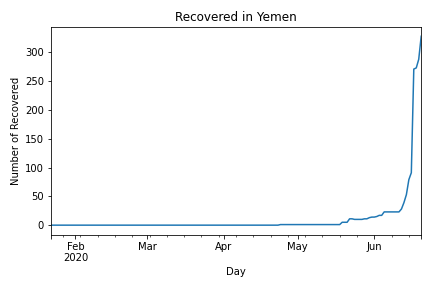 Recovered in Yemen
Number of Recovered
300
250
200
150
100
50
0
Feb
2020
Mar
Apr
May
Jun
Day